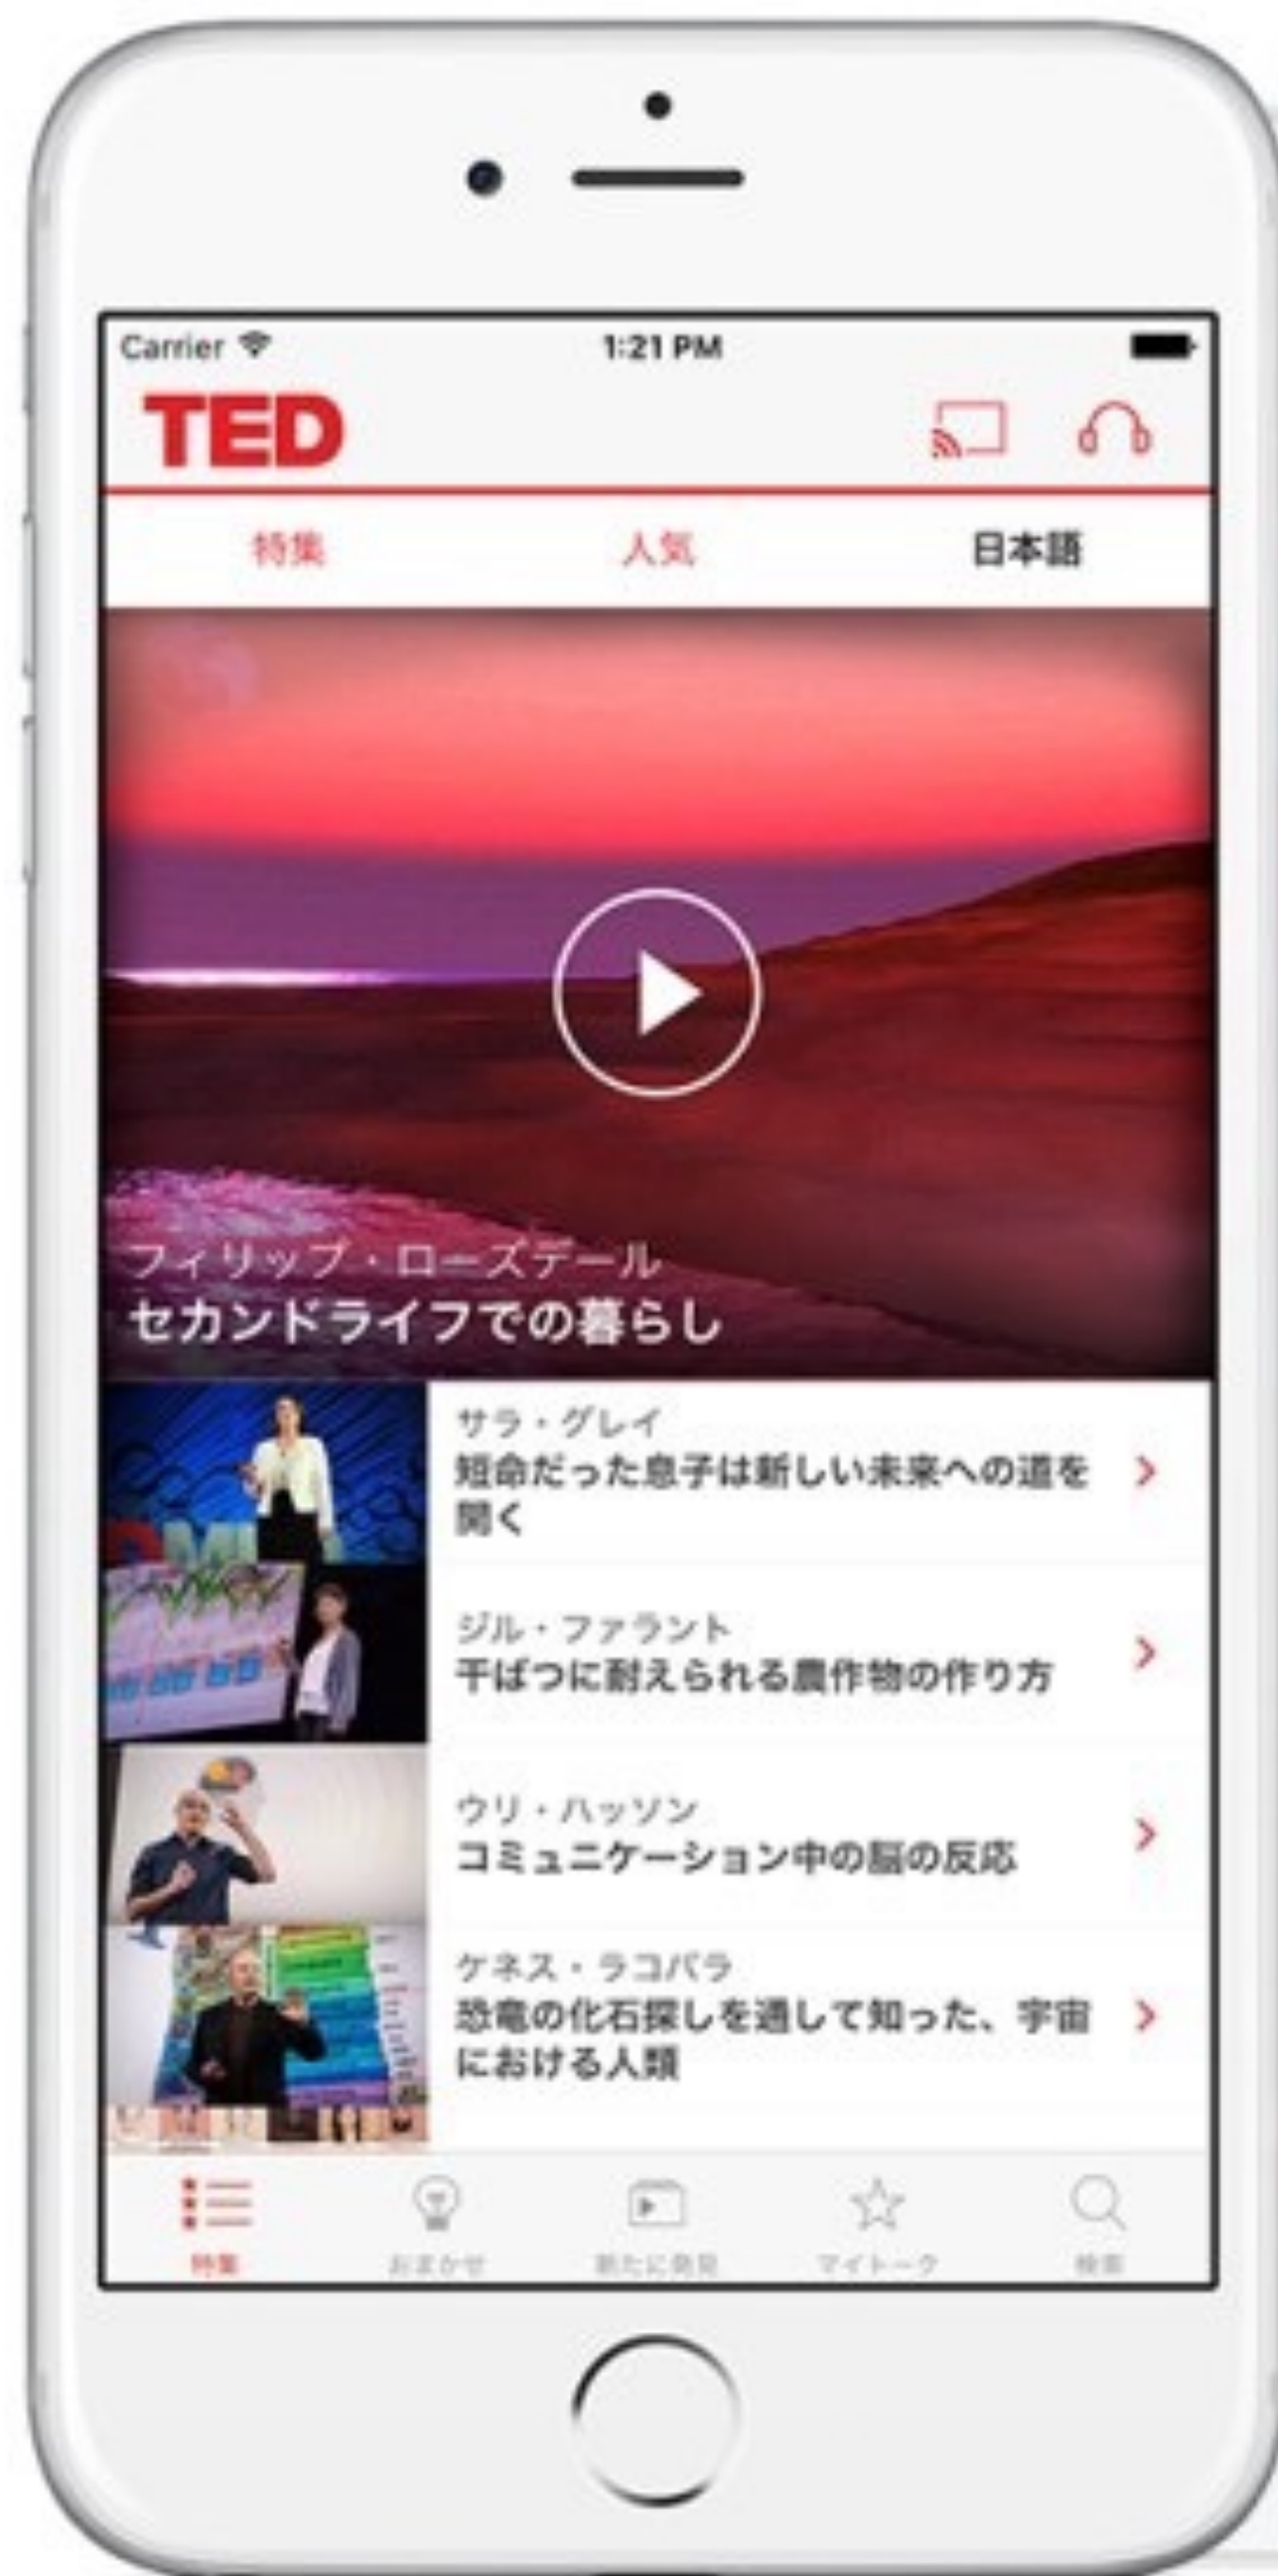 Carrier
1:21 PM
TED
特集
人気
日本語
フィリップ・ローズデール
セカンドライフでの暮らし
サラ・グレイ
短命だった息子は新しい未来への道を
開く
ジル・ファラント
干ばつに耐えられる農作物の作り方
ウリ・ハッソン
コミュニケーション中の脳の反応
ケネス・ラコバラ
恐竜の化石探しを通して知った、宇宙
における人類
特集
おまかせ
新たに発見
マイトーク
検索